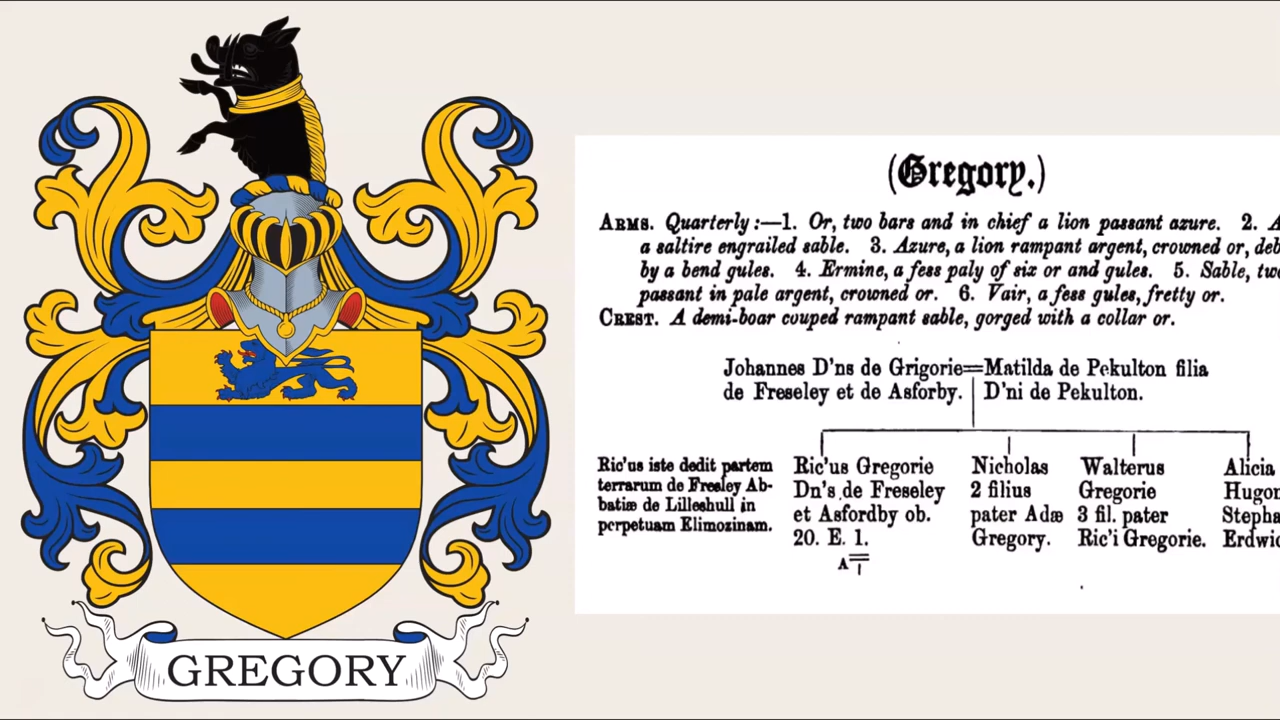 GREGORY
(Gregory.)
ARMS. Quarterly:—1. Or, two bars and in chief a lion passant azure. 2. A
a saltire engrailed sable. 3. Azure, a lion rampant argent, crowned or, deb
by a bend gules. 4. Ermine, a fess paly of six or and gules. 5. Sable, two
passant in pale argent, crowned or. 6. Vair, a fess gules, fretty or.
CREST. A demi-boar couped rampant sable, gorged with a collar or.
Johannes D'ns de Grigorie=Matilda de Pekulton filia
de Freseley et de Asforby. D'ni de Pekulton.
Ric'us iste dedit partem
terrarum de Fresley Ab-
batiæ de Lilleshull in
perpetuam Elimozinam.
Ric'us Gregorie
Dn's de Freseley
et Asfordby ob.
20. E. 1.
A
Nicholas
2 filius
pater Adæ
Gregory.
Walterus
Gregorie
3 fil. pater
Ric'i Gregorie.
Alicia
Hugon
Stepha
Erdwic